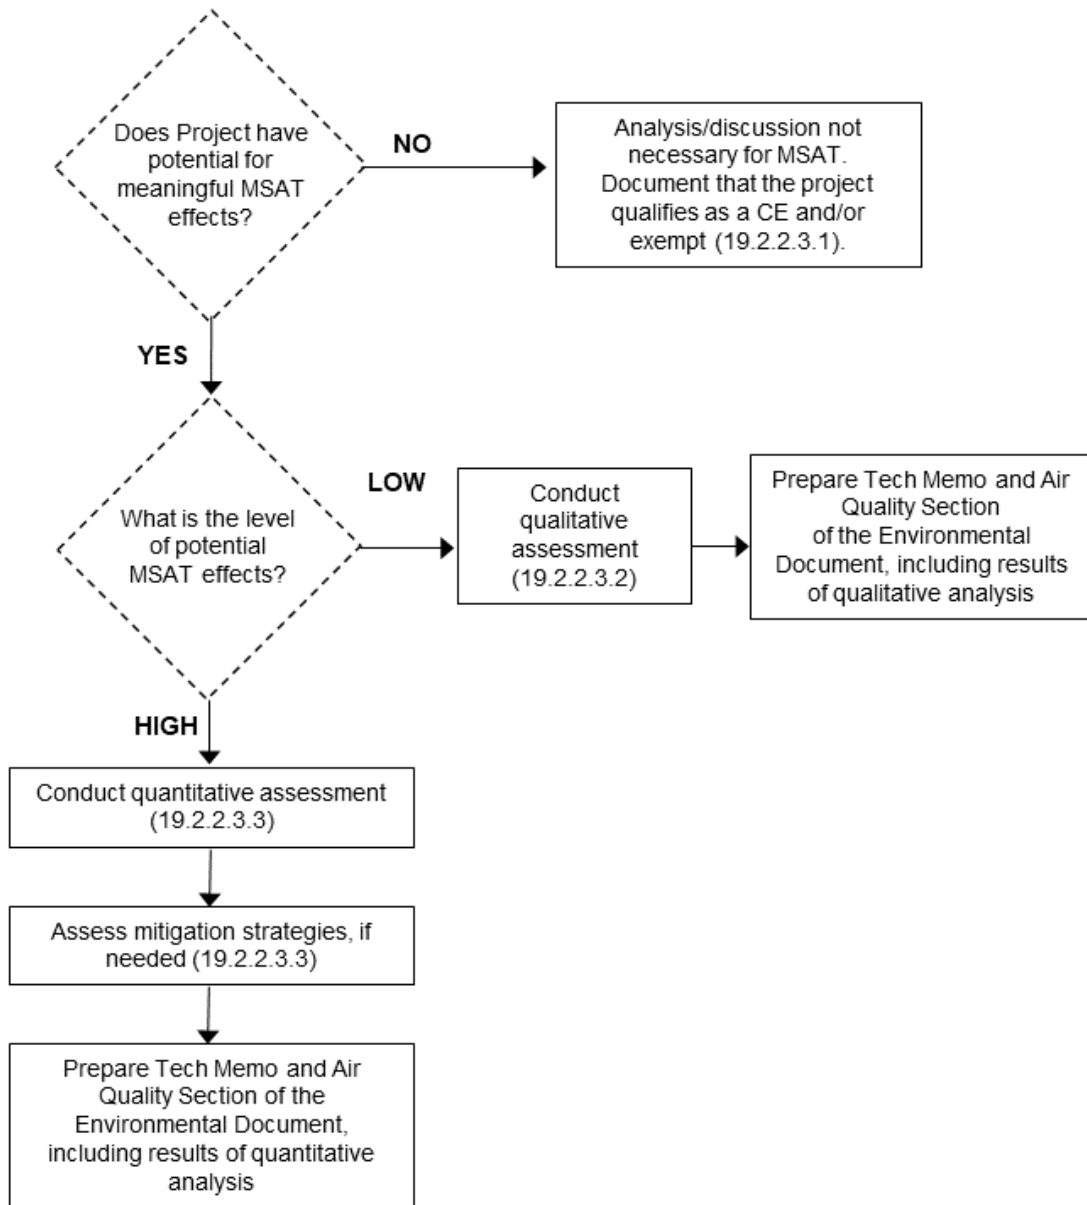 Does Project have
potential for
meaningful MSAT
effects?
NO
Analysis/discussion not
necessary for MSAT.
Document that the project
qualifies as a CE and/or
exempt (19.2.2.3.1).
YES
What is the level
of potential
MSAT effects?
LOW
Conduct
qualitative
assessment
(19.2.2.3.2)
Prepare Tech Memo and Air
Quality Section
of the Environmental
Document, including results
of qualitative analysis
HIGH
Conduct quantitative assessment
(19.2.2.3.3)
Assess mitigation strategies, if
needed (19.2.2.3.3)
Prepare Tech Memo and Air
Quality Section of the
Environmental Document,
including results of quantitative
analysis